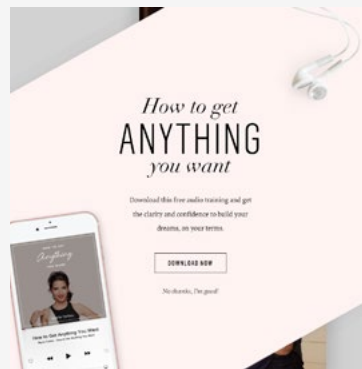 How to get
ANYTHING
you want
Download this free audio training and get
the clarity and confidence to build your
dreams, on your terms.
DOWNLOAD NOW
No thanks, I'm good!
Anything
How to Get Anything You Want